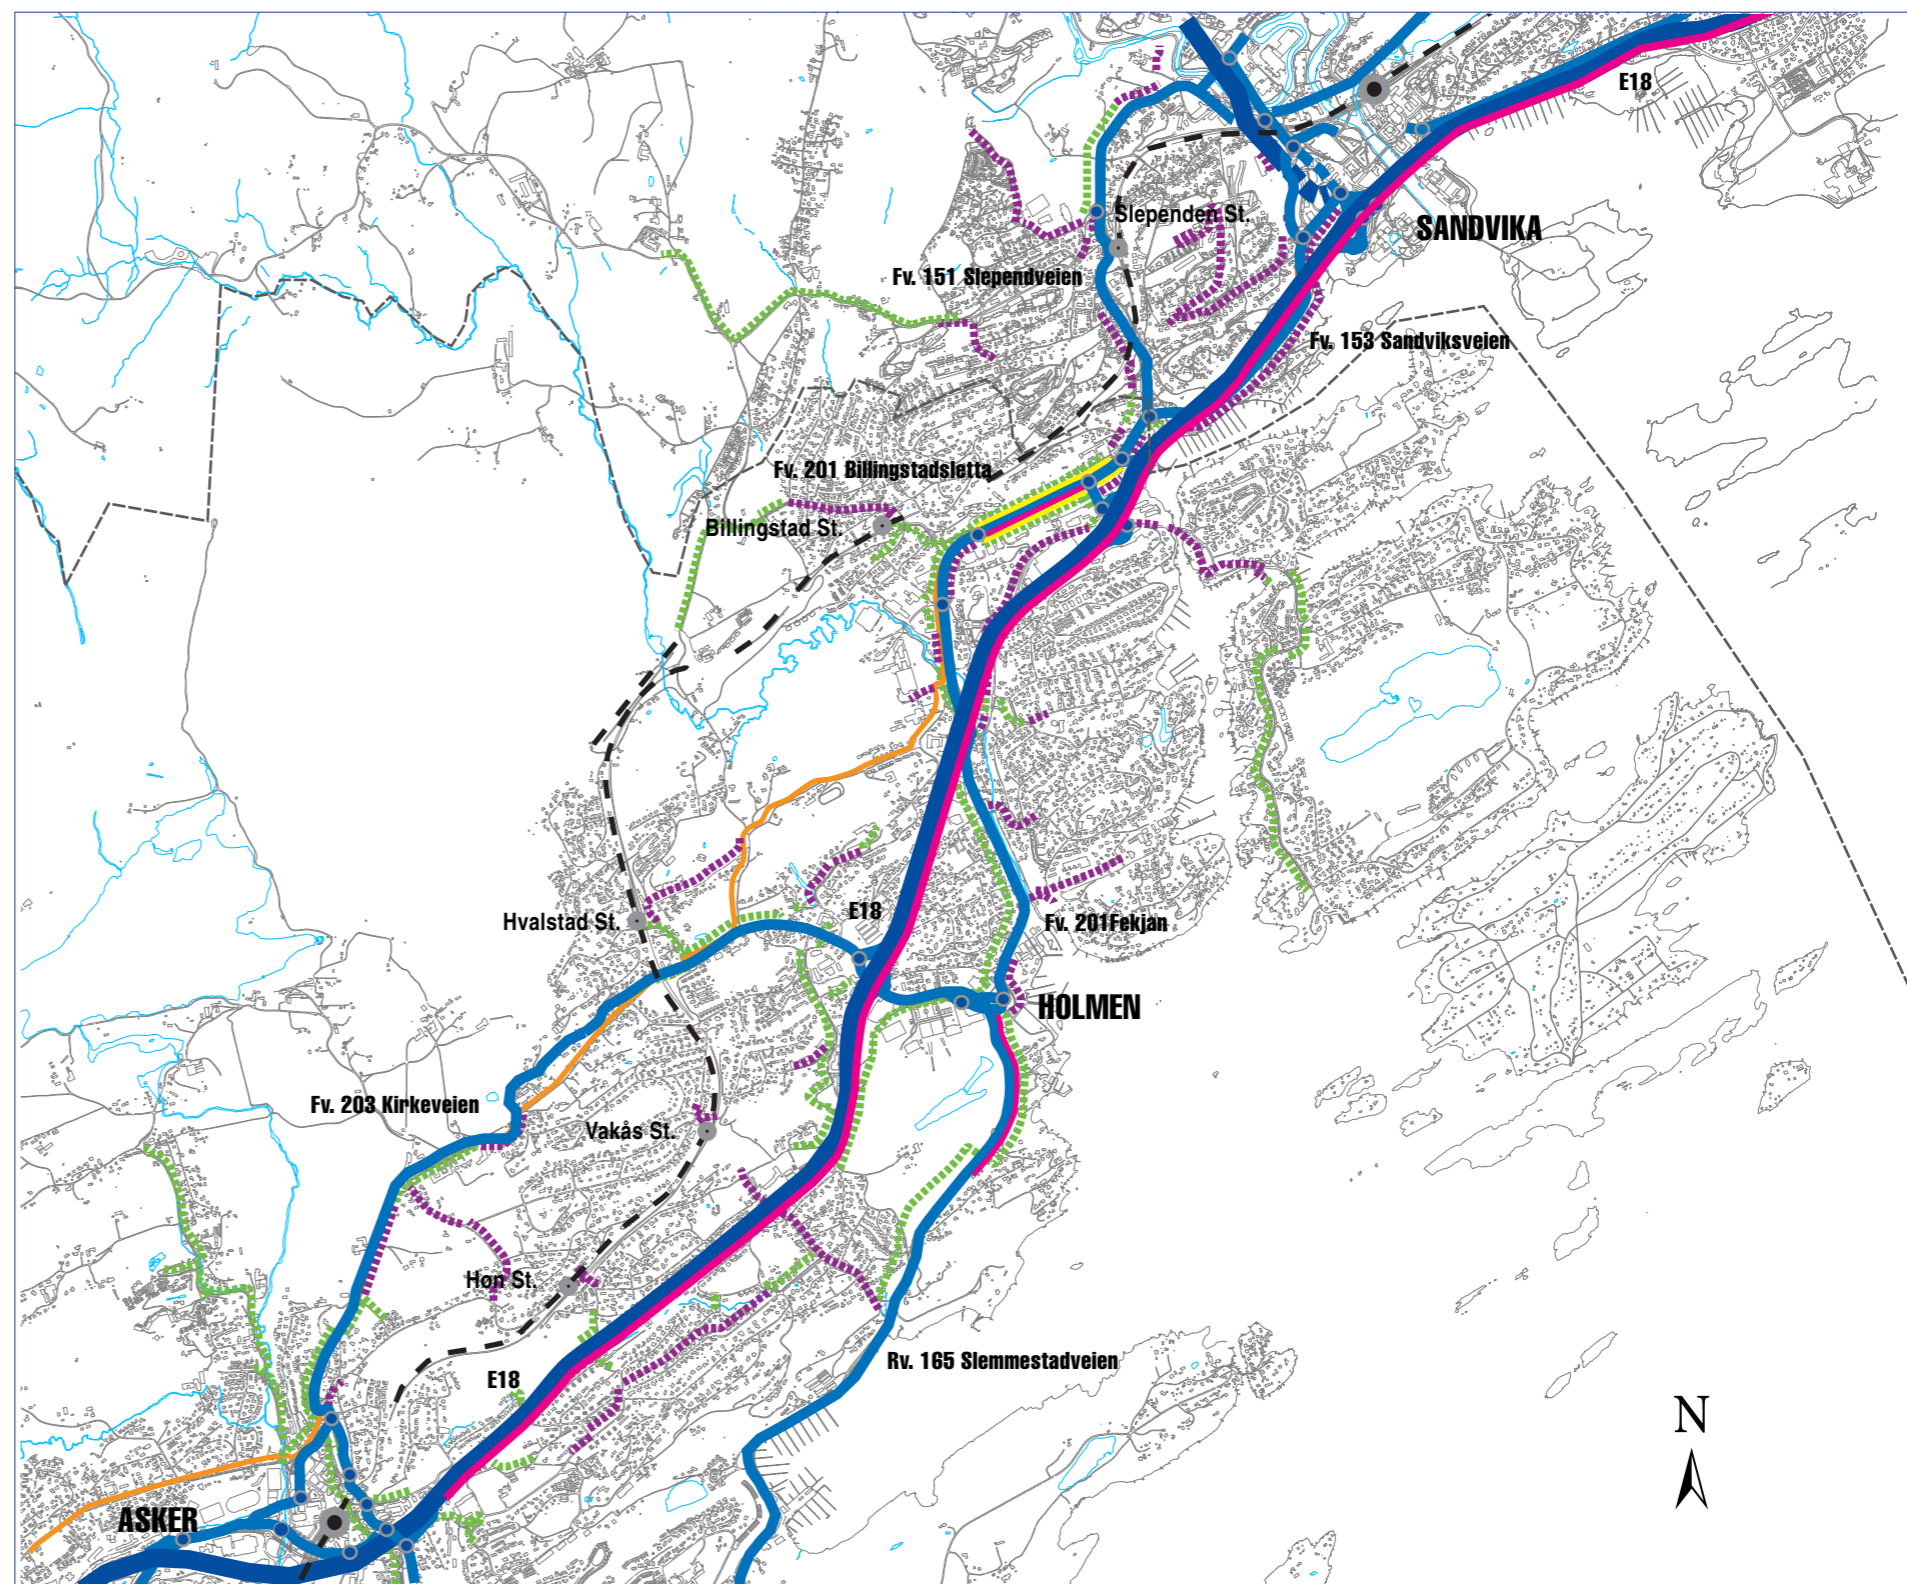 E18
Slependen St.
SANDVIKA
Fv. 151 Slependveien
Fv. 153 Sandviksveien
Fv. 201 Billingstadsletta
Billingstad St.
E18
Hvalstad St.
Fv. 201Fekjan
HOLMEN
Fv. 203 Kirkeveien
Vakås St.
Høn St.
Rv. 165 Slemmestadveien
E18
N
ASKER